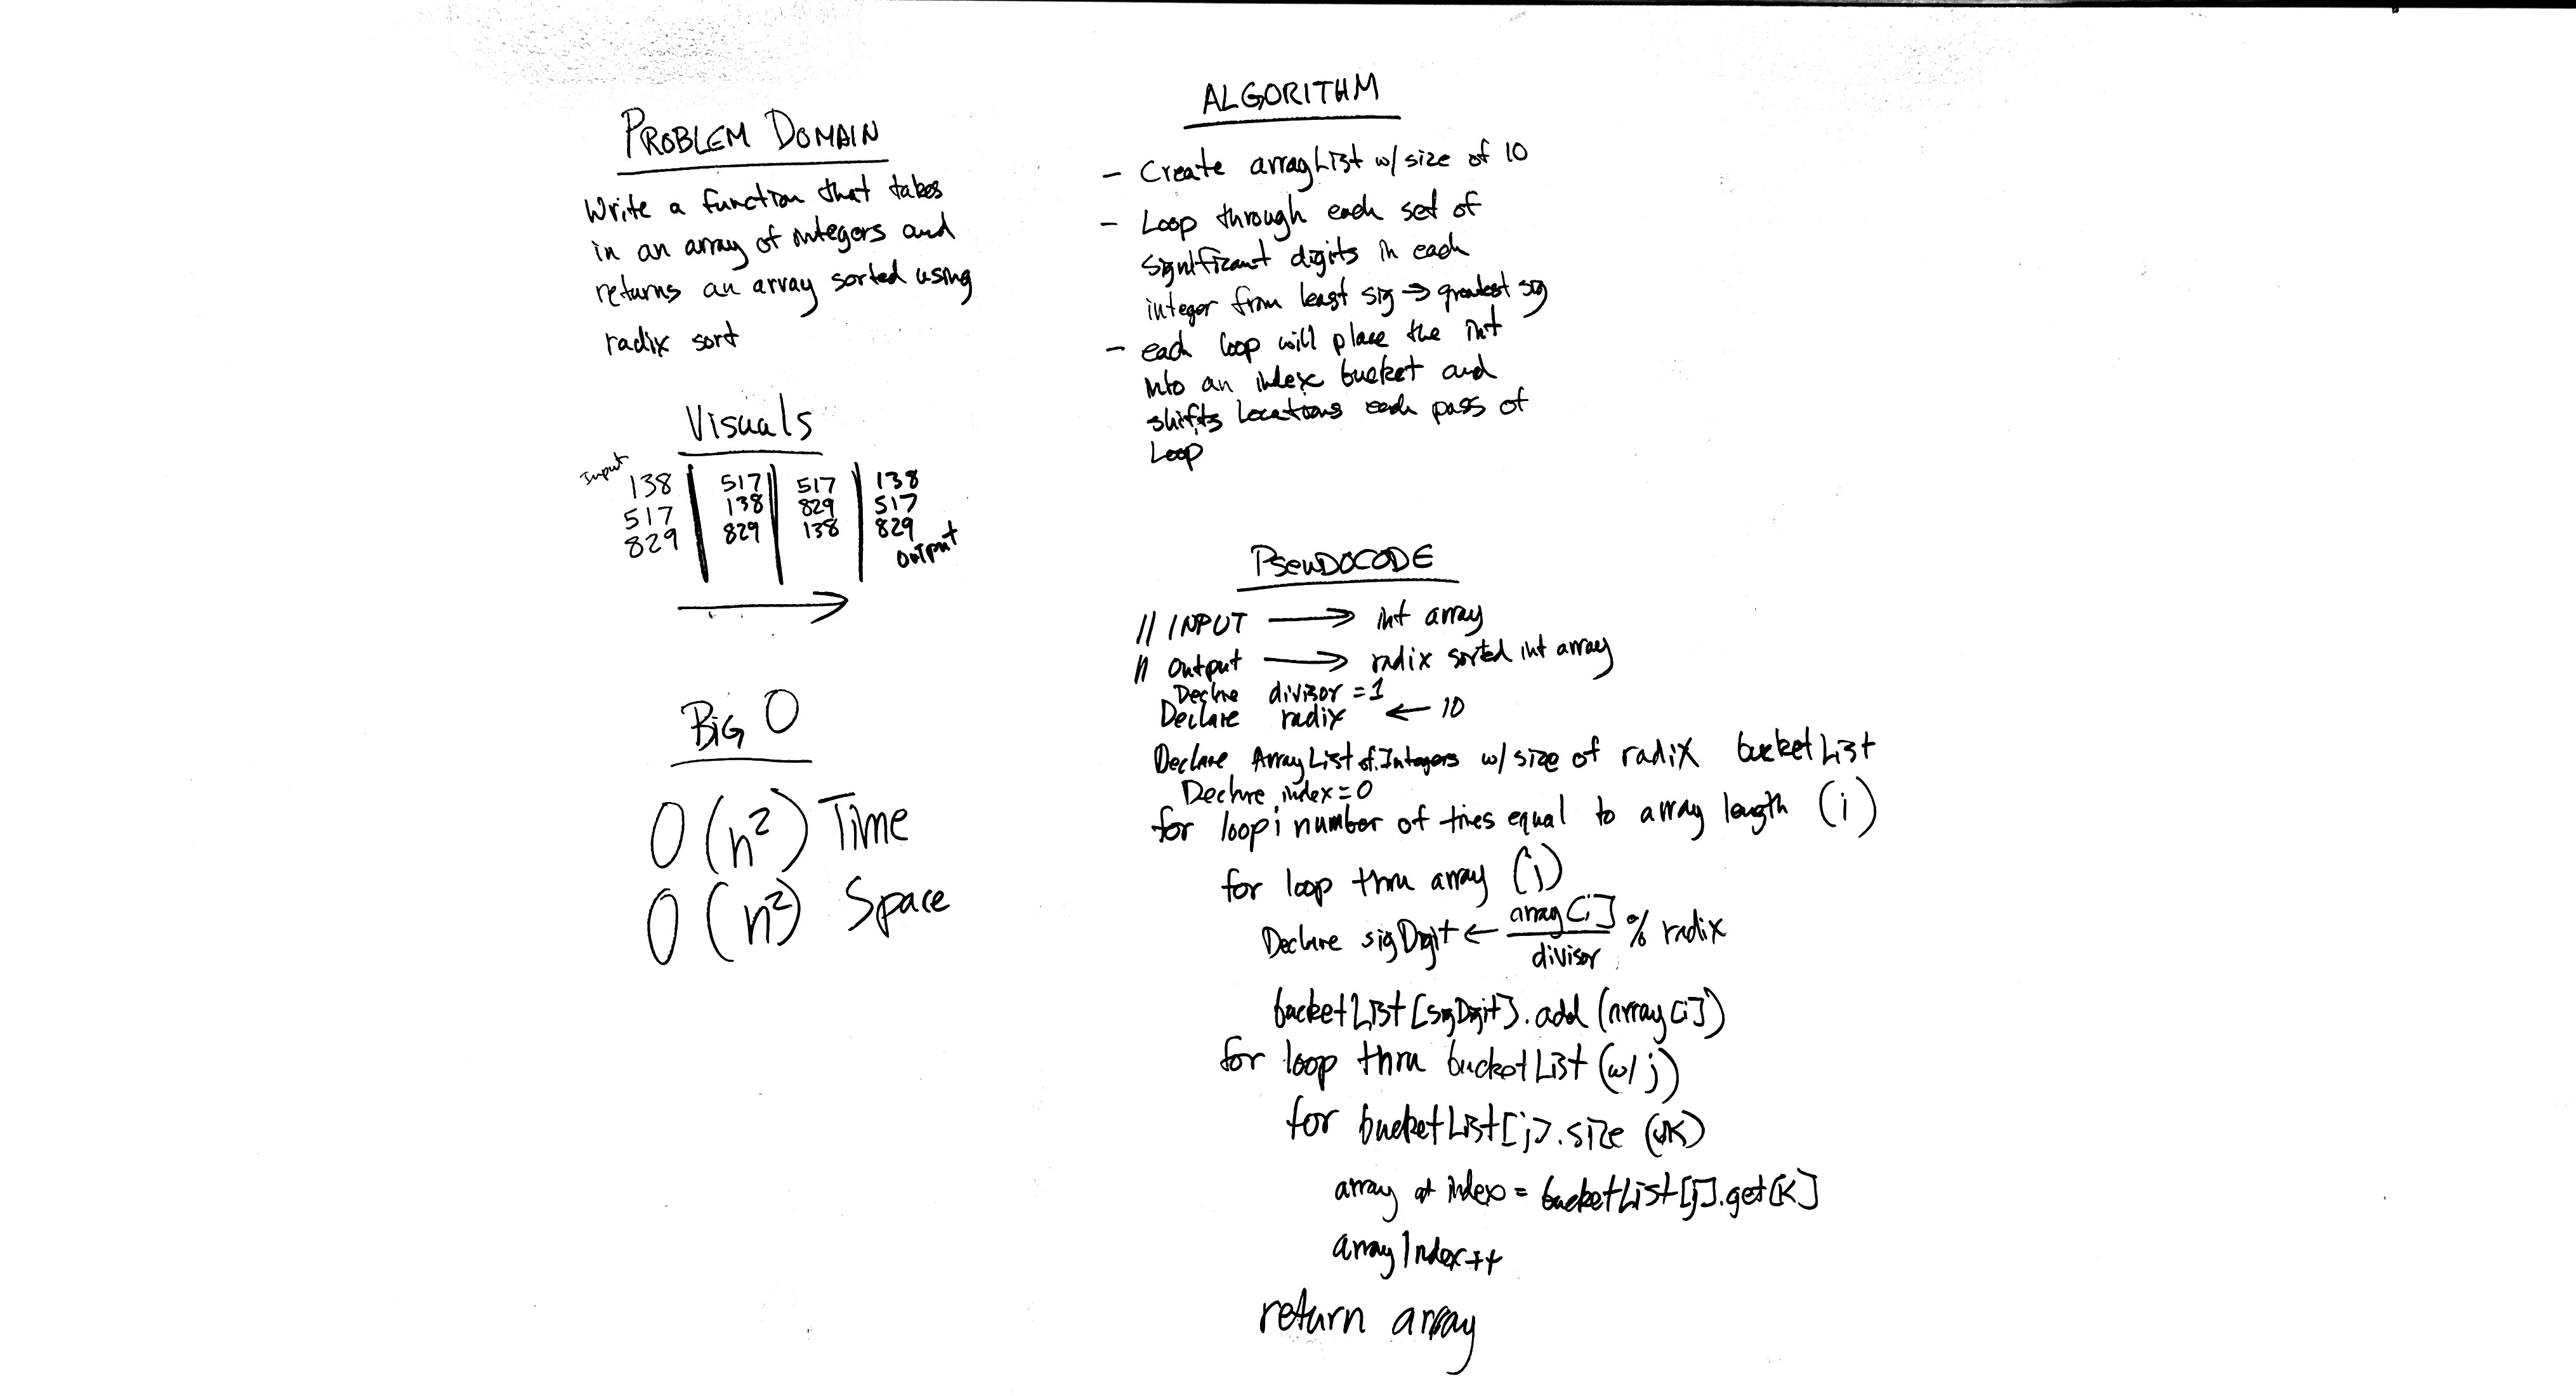 PROBLEM DOMAIN
Write a function that takes
in an array of integers and
returns an array sorted using
radix sort
Visuals
Input
138 517 517 138
517 138 829 517
829 829 138 829
OUTPUT
BIG O
O(n²) Time
O(n²) Space
ALGORITHM
- Create arrayList w/ size of 10
- Loop through each set of
significant digits in each
integer from least sig → greatest sig
- each loop will place the int
into an index bucket and
shifts locations each pass of
Loop
PSEUDOCODE
// INPUT → int array
// Output → radix sorted int array
Declare divisor = 1
Declare radix ← 10
Declare ArrayList of Integers w/ size of radix bucketList
Declare index = 0
for loop i number of times equal to array length (i)
for loop thru array (j)
Declare sigDigit ← array[i] / divisor % radix
bucketList[sigDigit].add(array[i])
for loop thru bucketList (w/ j)
for bucketList[j].size (w/K)
array at index = bucketList[j].get[K]
arrayIndex++
return array